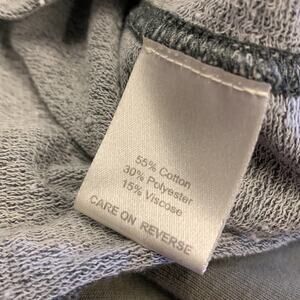 55% Cotton
30% Polyester
15% Viscose
CARE ON REVERSE